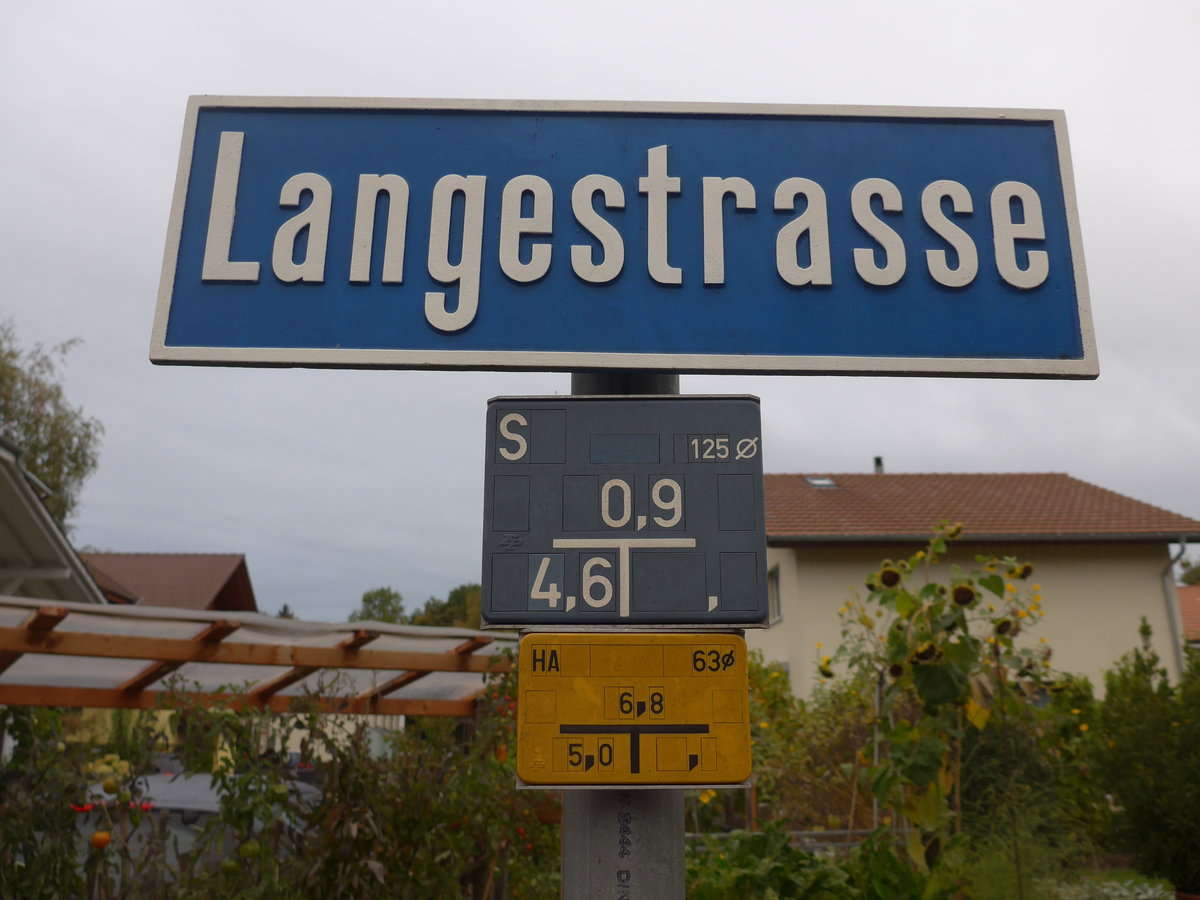 Langestrasse
S 125 Ø
0,9
4,6 ,
HA 63ø
6,8
5,0 ,